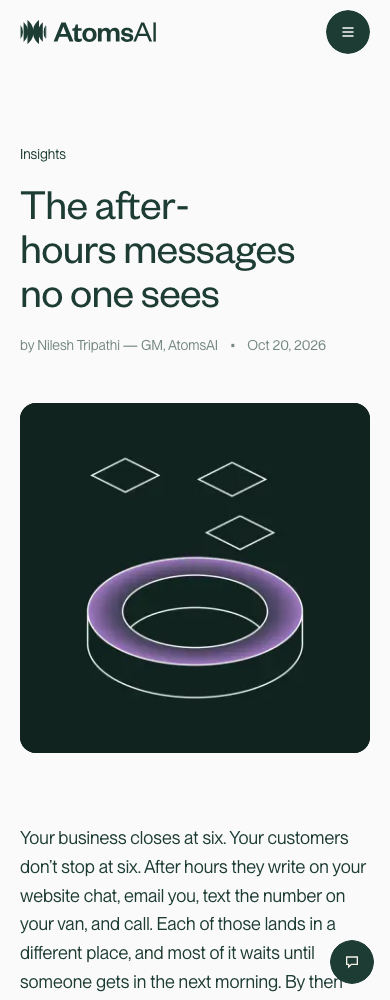 AtomsAI
Insights
The after-
hours messages
no one sees
by Nilesh Tripathi — GM, AtomsAI • Oct 20, 2026
Your business closes at six. Your customers
don't stop at six. After hours they write on your
website chat, email you, text the number on
your van, and call. Each of those lands in a
different place, and most of it waits until
someone gets in the next morning. By then